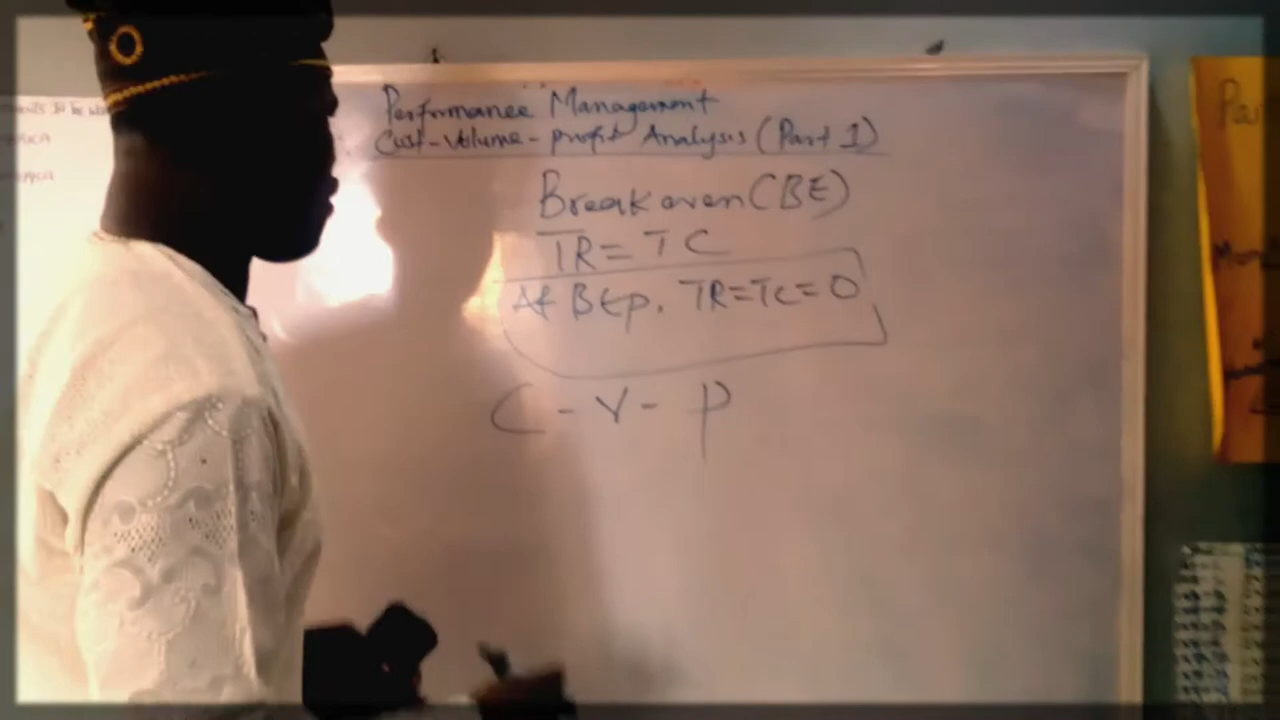 Performance Management
Cost-Volume-profit Analysis (Part 1)
Breakeven (BE)
TR = TC
At BEp. TR=TC=0
C - V - P